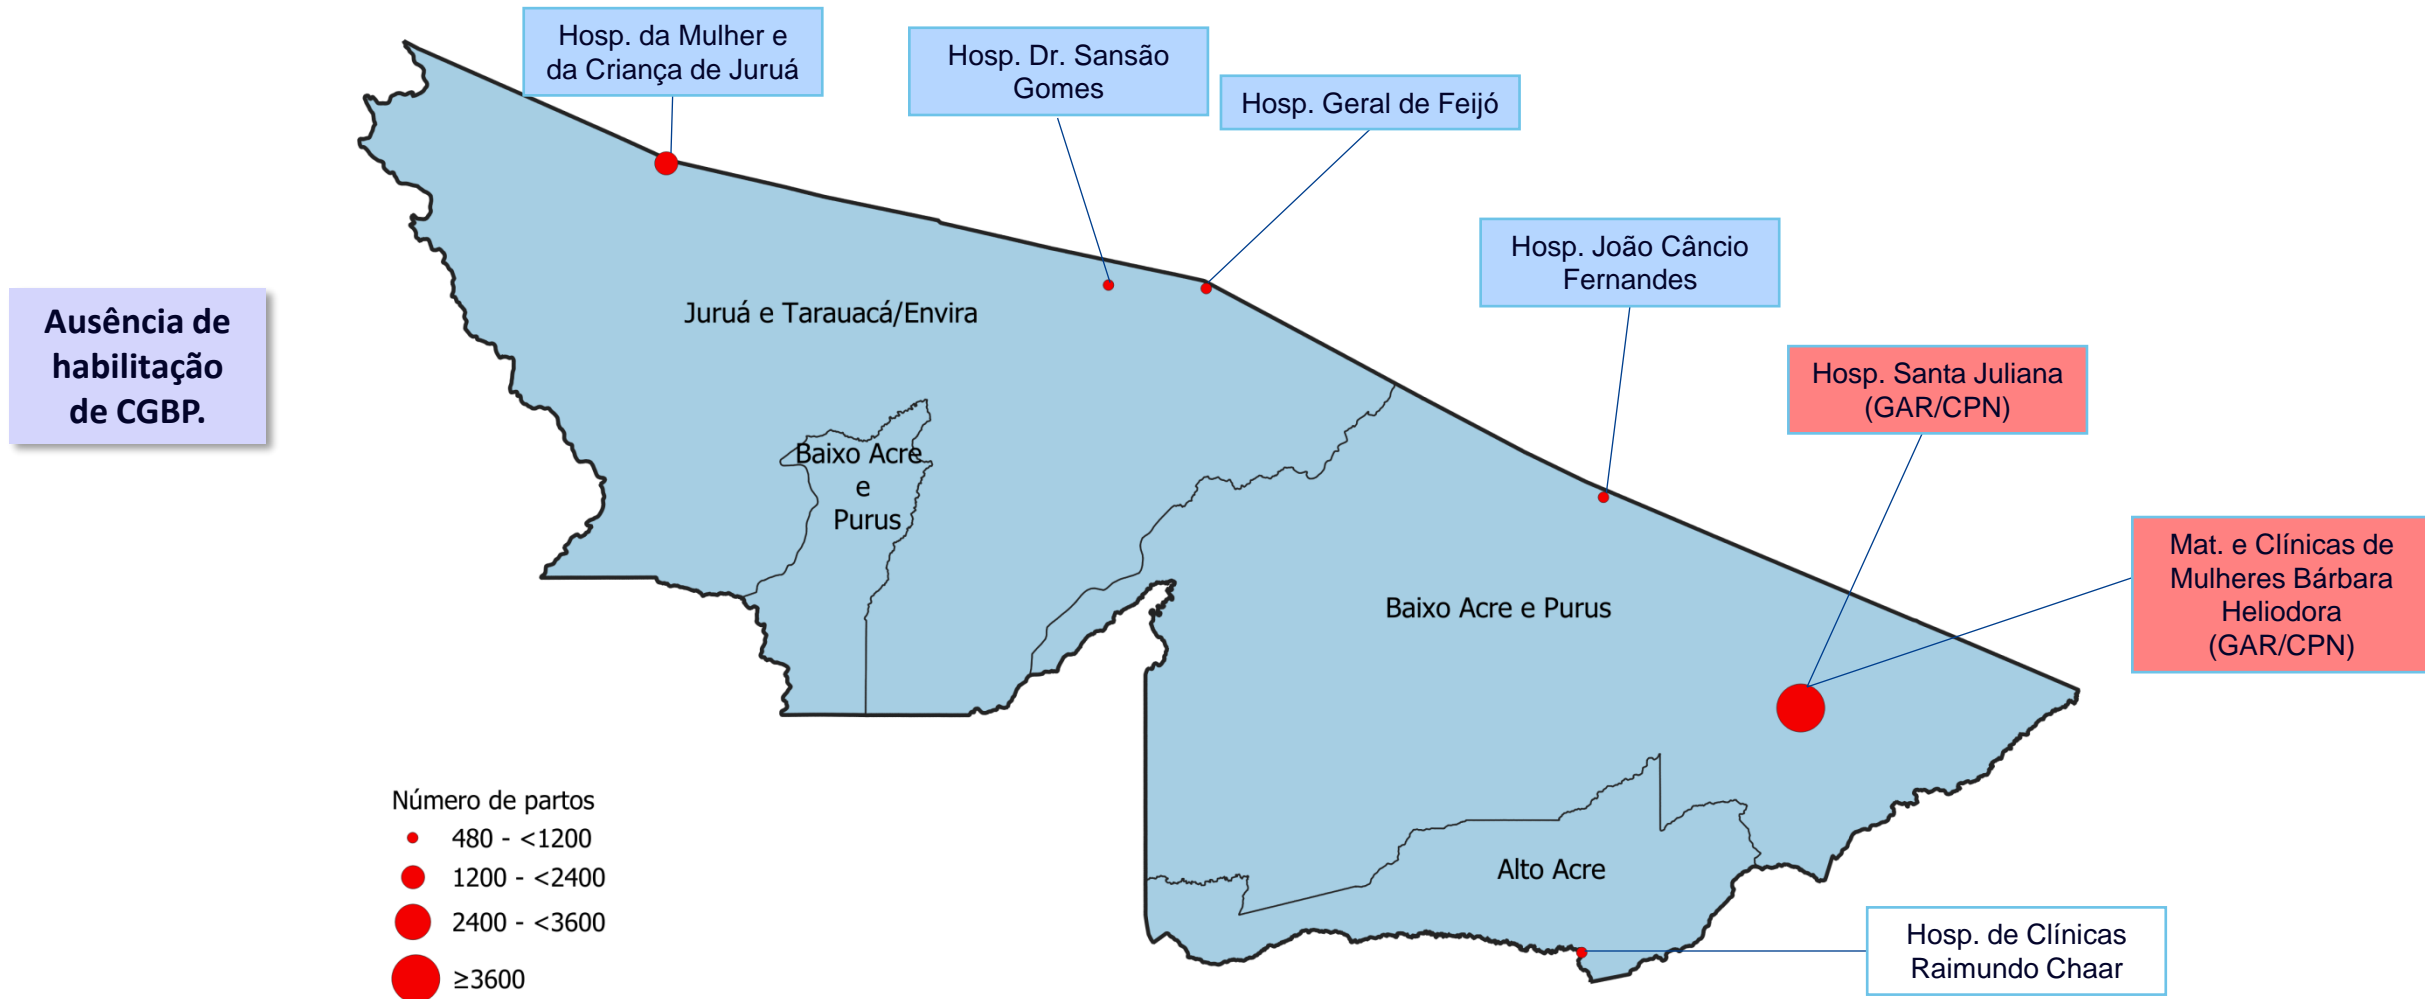 Hosp. da Mulher e
da Criança de Juruá
Hosp. Dr. Sansão
Gomes
Hosp. Geral de Feijó
Hosp. João Câncio
Fernandes
Hosp. Santa Juliana
(GAR/CPN)
Mat. e Clínicas de
Mulheres Bárbara
Heliodora
(GAR/CPN)
Hosp. de Clínicas
Raimundo Chaar
Ausência de
habilitação
de CGBP.
Juruá e Tarauacá/Envira
Baixo Acre
e
Purus
Baixo Acre e Purus
Alto Acre
Número de partos
480 - <1200
1200 - <2400
2400 - <3600
≥3600